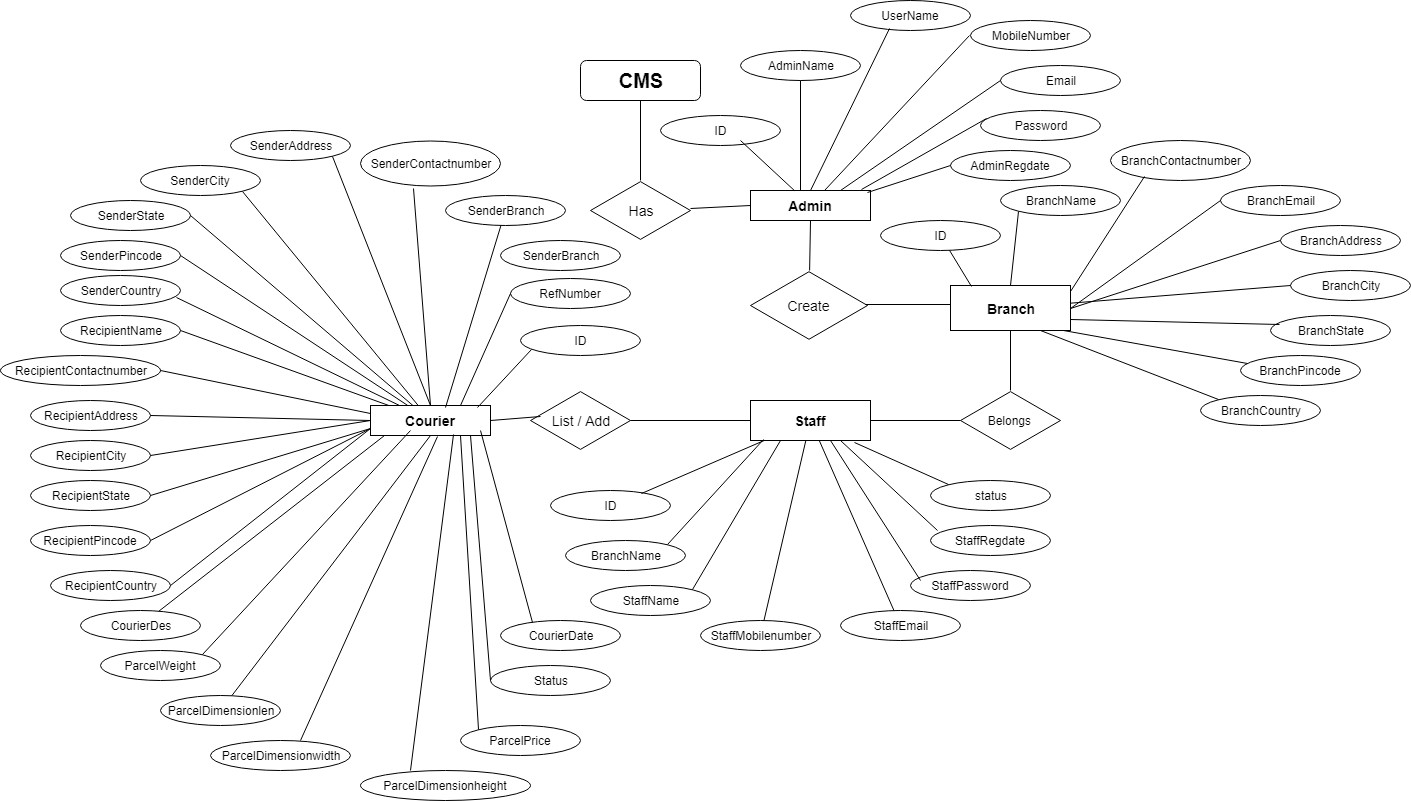 UserName
MobileNumber
AdminName
CMS
Email
ID
Password
SenderAddress
SenderContactnumber
AdminRegdate
BranchContactnumber
SenderCity
BranchName
BranchEmail
Has
Admin
SenderBranch
SenderState
ID
BranchAddress
SenderPincode
SenderBranch
BranchCity
SenderCountry
RefNumber
Create
Branch
RecipientName
BranchState
ID
RecipientContactnumber
BranchPincode
BranchCountry
RecipientAddress
Courier
List / Add
Staff
Belongs
RecipientCity
RecipientState
status
ID
RecipientPincode
StaffRegdate
BranchName
RecipientCountry
StaffPassword
StaffName
CourierDes
StaffEmail
CourierDate
StaffMobilenumber
ParcelWeight
Status
ParcelDimensionlen
ParcelPrice
ParcelDimensionwidth
ParcelDimensionheight